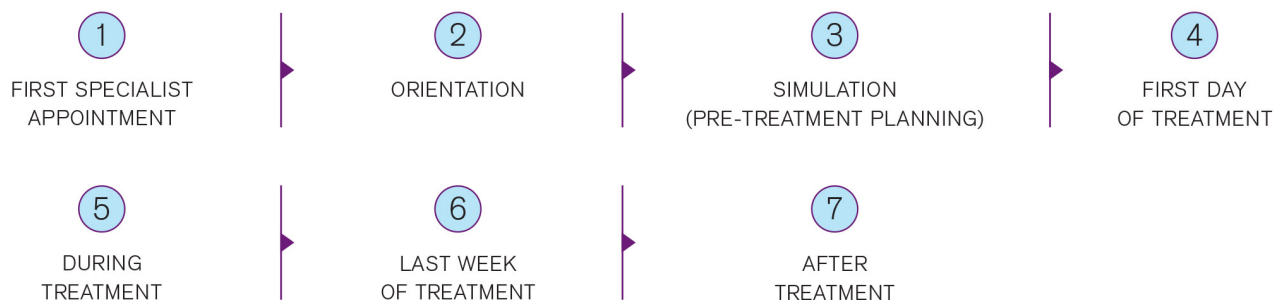 1
FIRST SPECIALIST
APPOINTMENT
2
ORIENTATION
3
SIMULATION
(PRE-TREATMENT PLANNING)
4
FIRST DAY
OF TREATMENT
5
DURING
TREATMENT
6
LAST WEEK
OF TREATMENT
7
AFTER
TREATMENT